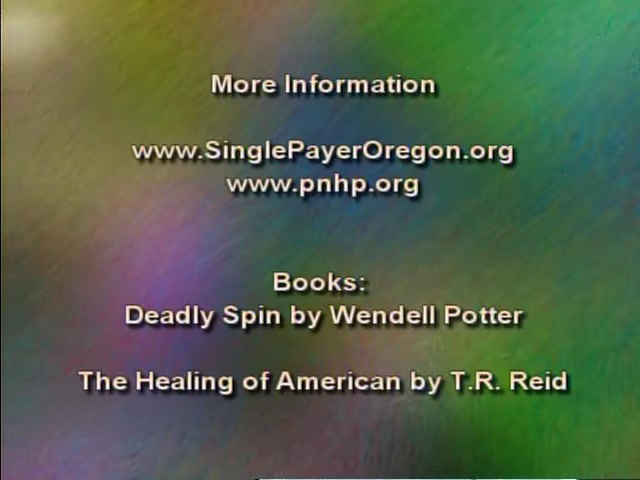 More Information
www.SinglePayerOregon.org
www.pnhp.org
Books:
Deadly Spin by Wendell Potter
The Healing of American by T.R. Reid